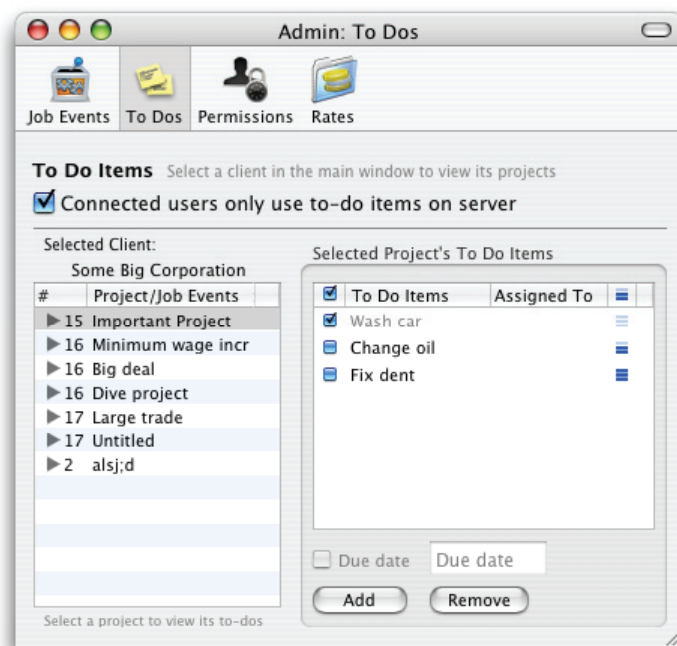 Admin: To Dos
Job Events To Dos Permissions Rates
To Do Items Select a client in the main window to view its projects
Connected users only use to-do items on server
Selected Client:
Some Big Corporation
# Project/Job Events
15 Important Project
16 Minimum wage incr
16 Big deal
16 Dive project
17 Large trade
17 Untitled
2 alsj;d
Select a project to view its to-dos
Selected Project's To Do Items
To Do Items Assigned To
Wash car
Change oil
Fix dent
Due date Due date
Add Remove